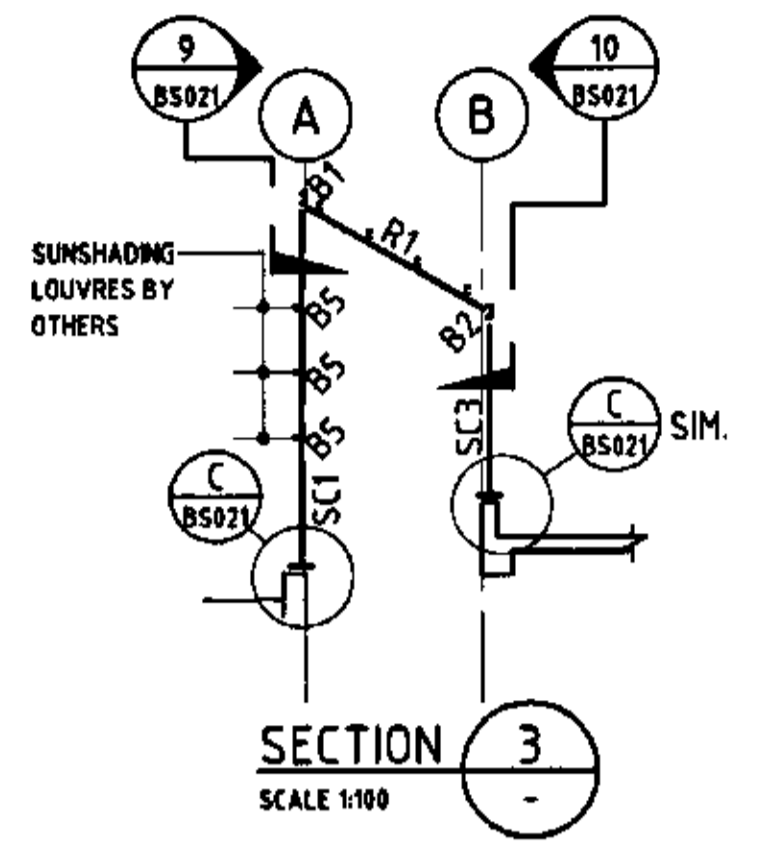 9
BS021
A
B
10
BS021
B1
R1
SUNSHADING
LOUVRES BY
OTHERS
B5
B2
B5
B5
SC3
C
BS021
SIM.
C
BS021
SC1
SECTION
3
SCALE 1:100
-